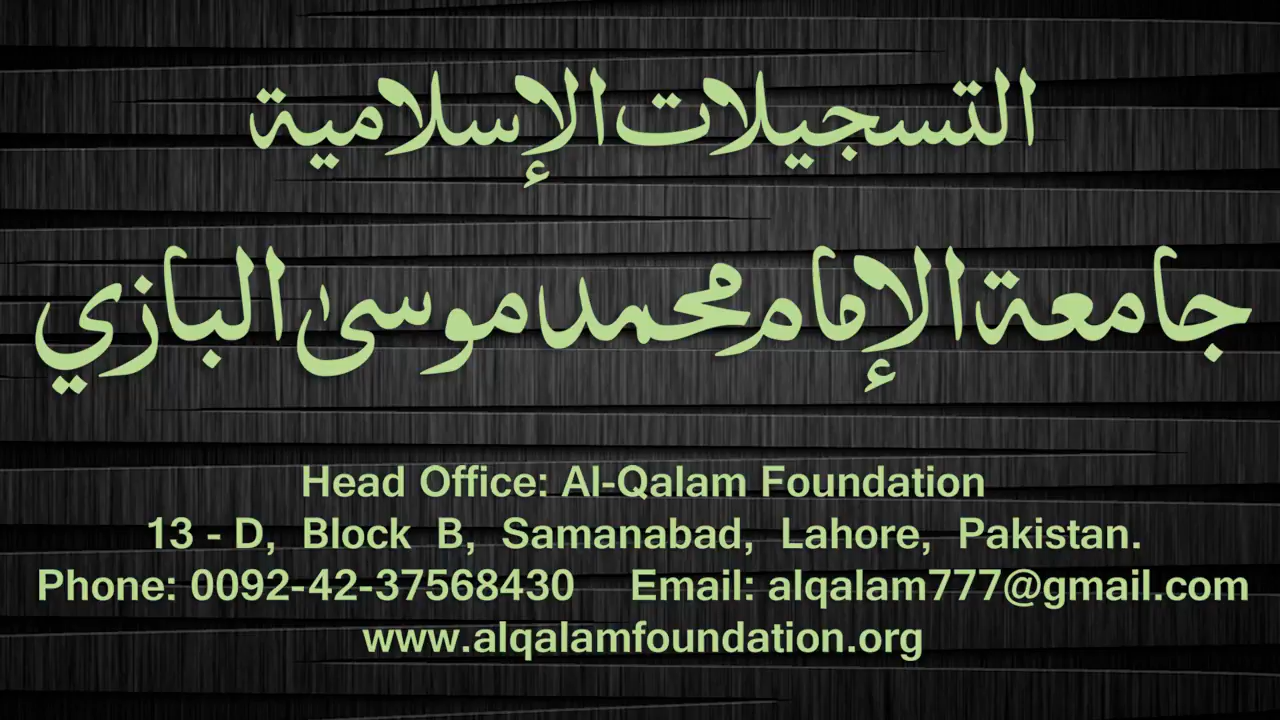 التسجيلات الإسلامية
جامعة الإمام محمد موسىٰ البازي
Head Office: Al-Qalam Foundation
13 - D, Block B, Samanabad, Lahore, Pakistan.
Phone: 0092-42-37568430 Email: alqalam777@gmail.com
www.alqalamfoundation.org